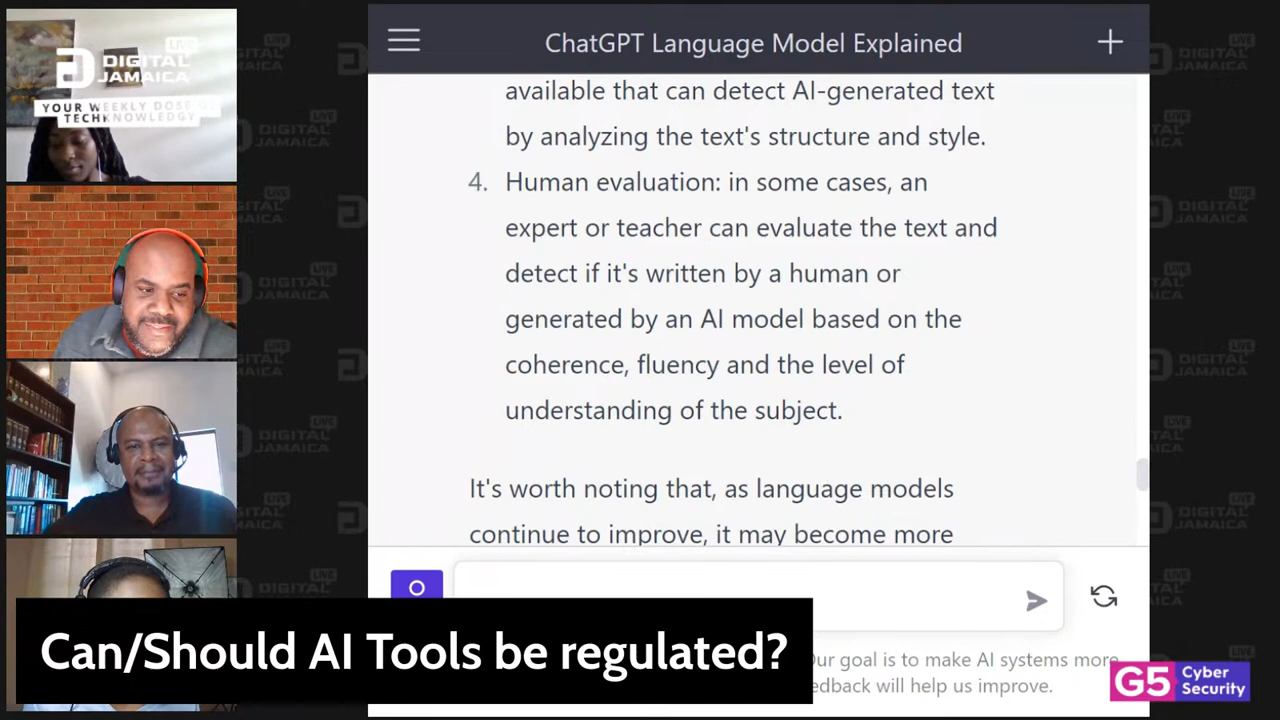 LIVE
DIGITAL
JAMAICA
YOUR WEEKLY DOSE OF
TECHKNOWLEDGY
ChatGPT Language Model Explained
available that can detect AI-generated text
by analyzing the text's structure and style.
4. Human evaluation: in some cases, an
expert or teacher can evaluate the text and
detect if it's written by a human or
generated by an AI model based on the
coherence, fluency and the level of
understanding of the subject.
It's worth noting that, as language models
continue to improve, it may become more
O
Our goal is to make AI systems more
feedback will help us improve.
Can/Should AI Tools be regulated?
G5 Cyber
Security